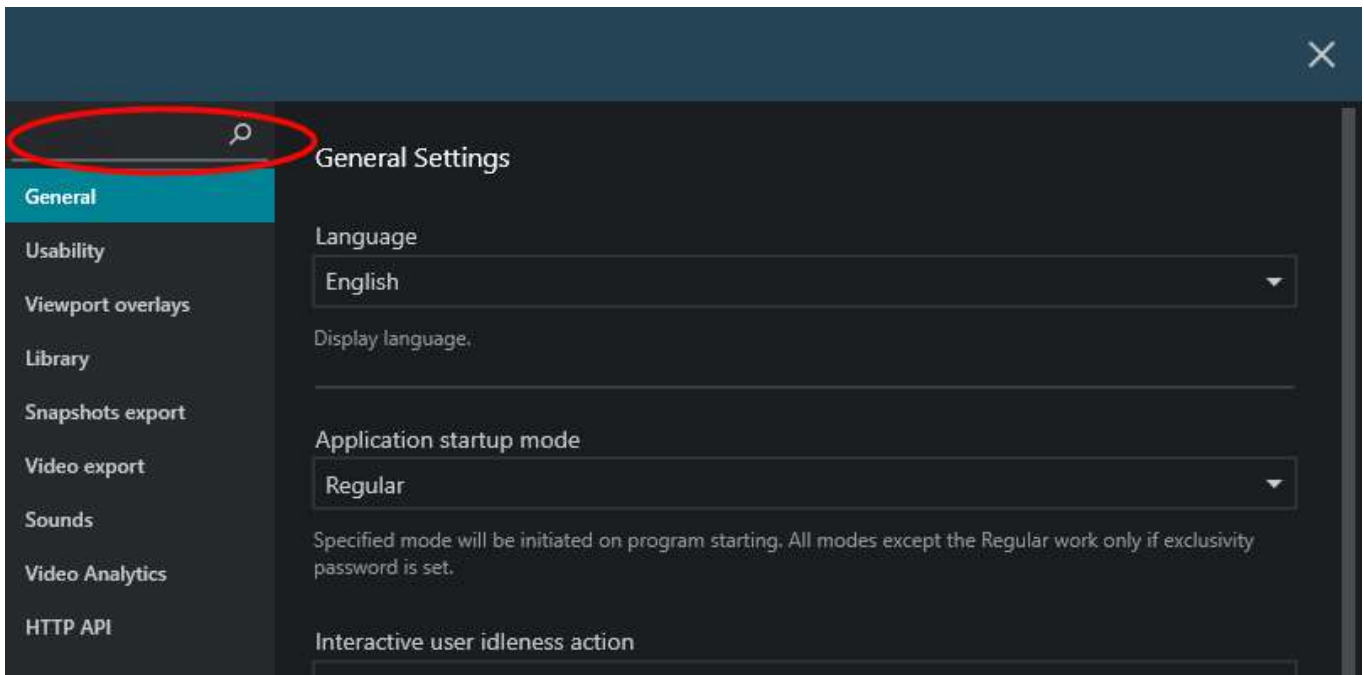 General
Usability
Viewport overlays
Library
Snapshots export
Video export
Sounds
Video Analytics
HTTP API
General Settings
Language
English
Display language.
Application startup mode
Regular
Specified mode will be initiated on program starting. All modes except the Regular work only if exclusivity
password is set.
Interactive user idleness action